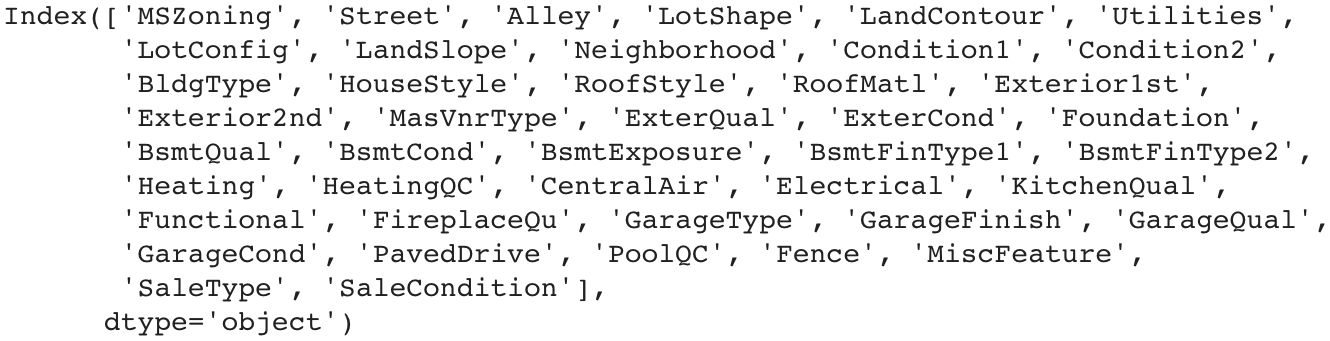 Index(['MSZoning', 'Street', 'Alley', 'LotShape', 'LandContour', 'Utilities',
       'LotConfig', 'LandSlope', 'Neighborhood', 'Condition1', 'Condition2',
       'BldgType', 'HouseStyle', 'RoofStyle', 'RoofMatl', 'Exterior1st',
       'Exterior2nd', 'MasVnrType', 'ExterQual', 'ExterCond', 'Foundation',
       'BsmtQual', 'BsmtCond', 'BsmtExposure', 'BsmtFinType1', 'BsmtFinType2',
       'Heating', 'HeatingQC', 'CentralAir', 'Electrical', 'KitchenQual',
       'Functional', 'FireplaceQu', 'GarageType', 'GarageFinish', 'GarageQual',
       'GarageCond', 'PavedDrive', 'PoolQC', 'Fence', 'MiscFeature',
       'SaleType', 'SaleCondition'],
      dtype='object')